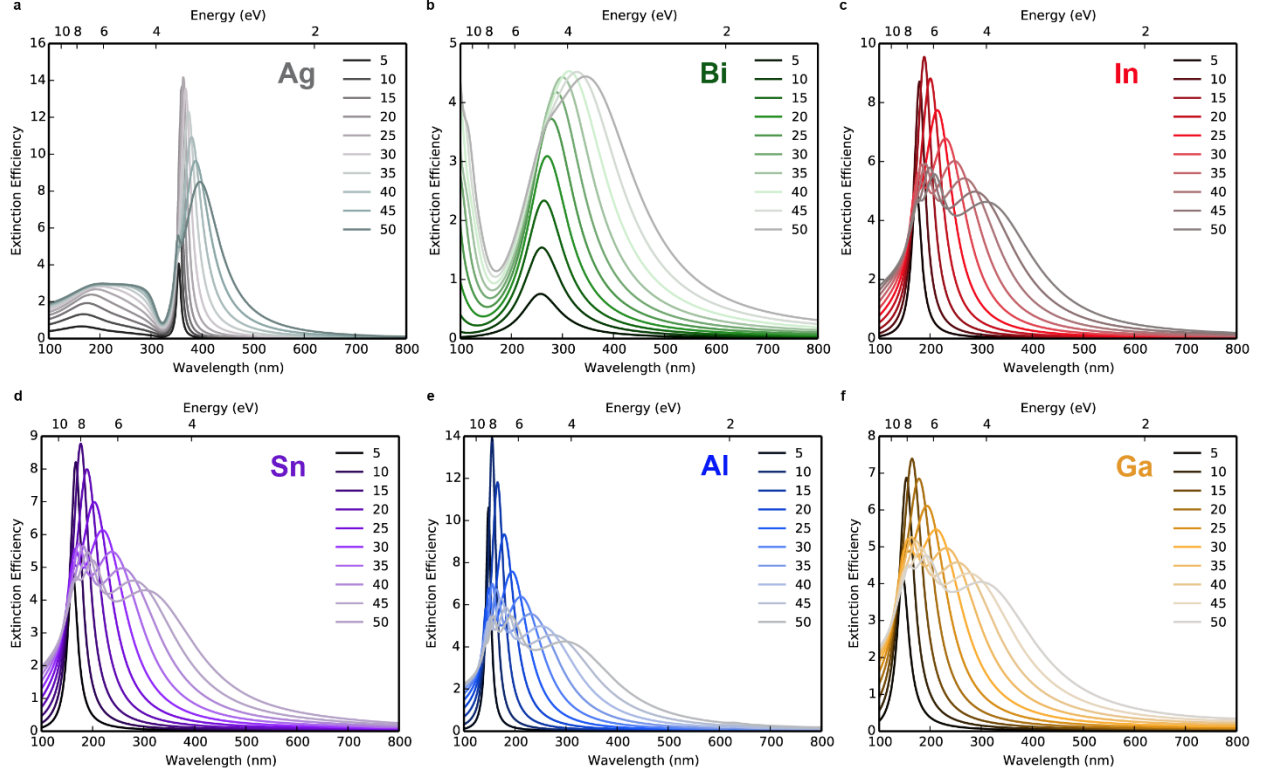 a
Energy (eV)
10 8 6 4 2
16
14
12
10
8
6
4
2
0
Extinction Efficiency
Ag
5
10
15
20
25
30
35
40
45
50
100 200 300 400 500 600 700 800
Wavelength (nm)
b
Energy (eV)
10 8 6 4 2
5
4
3
2
1
0
Extinction Efficiency
Bi
5
10
15
20
25
30
35
40
45
50
100 200 300 400 500 600 700 800
Wavelength (nm)
c
Energy (eV)
10 8 6 4 2
10
8
6
4
2
0
Extinction Efficiency
In
5
10
15
20
25
30
35
40
45
50
100 200 300 400 500 600 700 800
Wavelength (nm)
d
Energy (eV)
10 8 6 4
9
8
7
6
5
4
3
2
1
0
Extinction Efficiency
Sn
5
10
15
20
25
30
35
40
45
50
100 200 300 400 500 600 700 800
Wavelength (nm)
e
Energy (eV)
10 8 6 4 2
14
12
10
8
6
4
2
0
Extinction Efficiency
Al
5
10
15
20
25
30
35
40
45
50
100 200 300 400 500 600 700 800
Wavelength (nm)
f
Energy (eV)
10 8 6 4 2
8
7
6
5
4
3
2
1
0
Extinction Efficiency
Ga
5
10
15
20
25
30
35
40
45
50
100 200 300 400 500 600 700 800
Wavelength (nm)